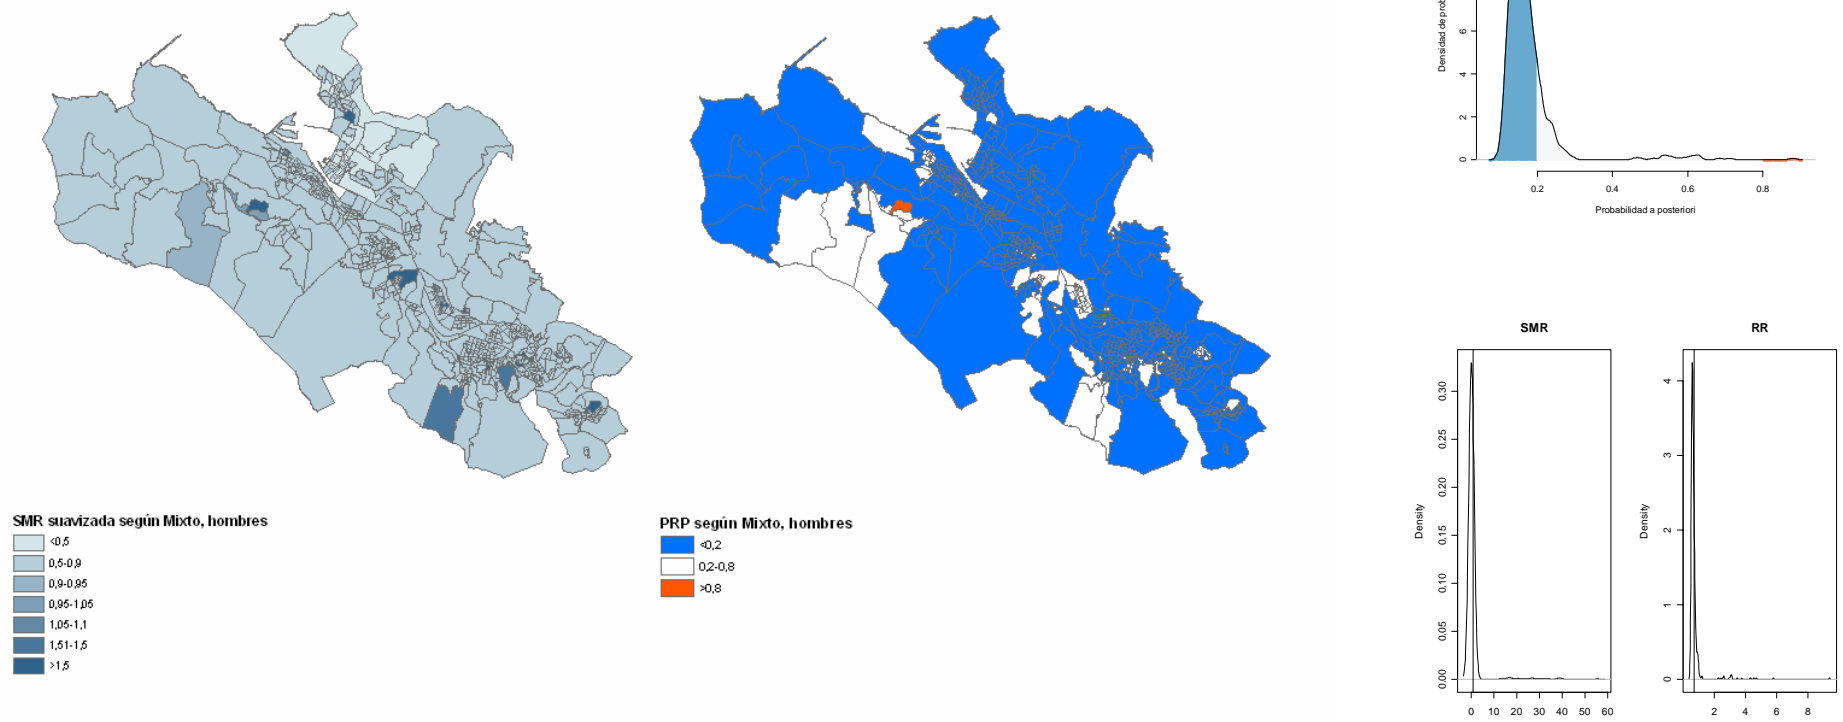 SMR suavizada según Mixto, hombres
<0,5
0,5-0,9
0,9-0,95
0,95-1,05
1,05-1,1
1,51-1,5
>1,5
PRP según Mixto, hombres
<0,2
0,2-0,8
>0,8
Densidad de prob
6
4
2
0
0.2 0.4 0.6 0.8
Probabilidad a posteriori
SMR
Density
0.30
0.25
0.20
0.15
0.10
0.05
0.00
0 10 20 30 40 50 60
RR
Density
4
3
2
1
0
2 4 6 8